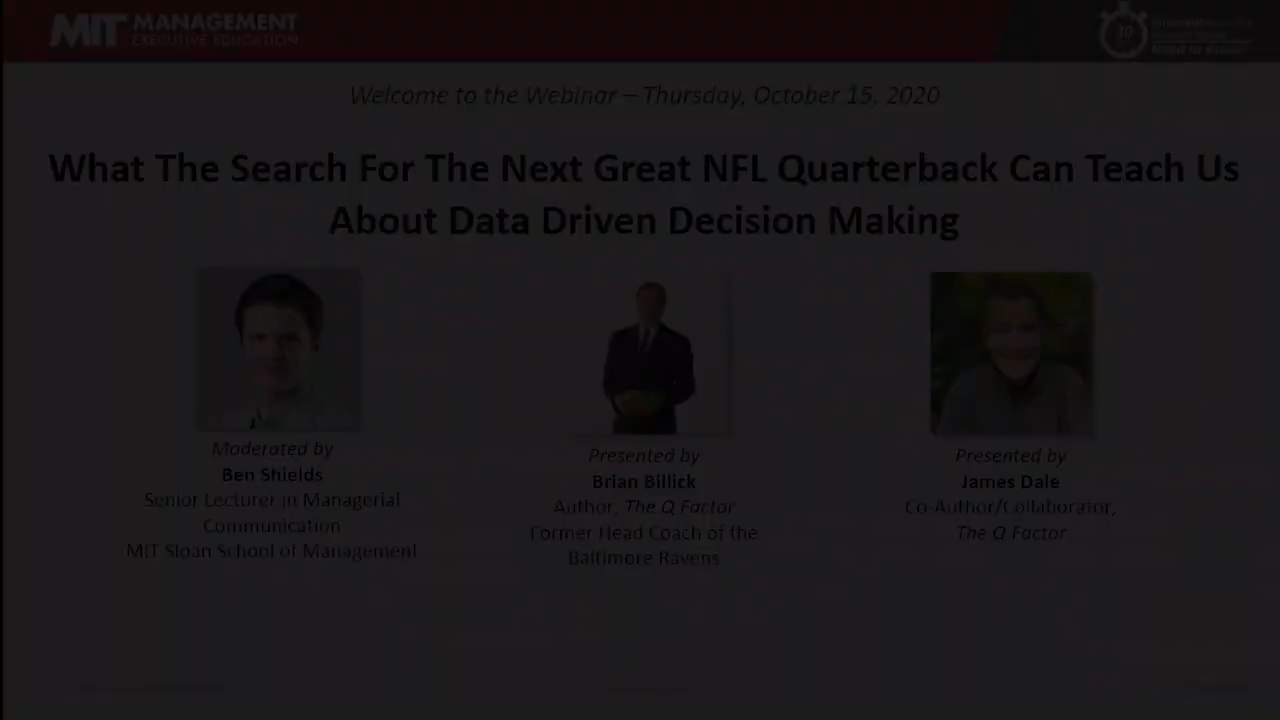 MIT MANAGEMENT
EXECUTIVE EDUCATION
30
Welcome to the Webinar – Thursday, October 15, 2020
What The Search For The Next Great NFL Quarterback Can Teach Us
About Data Driven Decision Making
Moderated by
Ben Shields
Senior Lecturer in Managerial
Communication
MIT Sloan School of Management
Presented by
Brian Billick
Author, The Q Factor
Former Head Coach of the
Baltimore Ravens
Presented by
James Dale
Co-Author/Collaborator,
The Q Factor